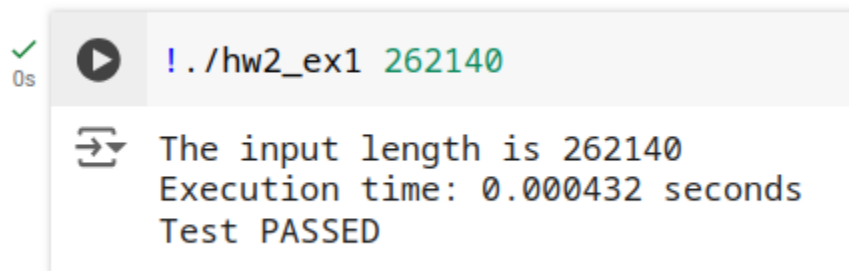 !./hw2_ex1 262140
0s
The input length is 262140
Execution time: 0.000432 seconds
Test PASSED